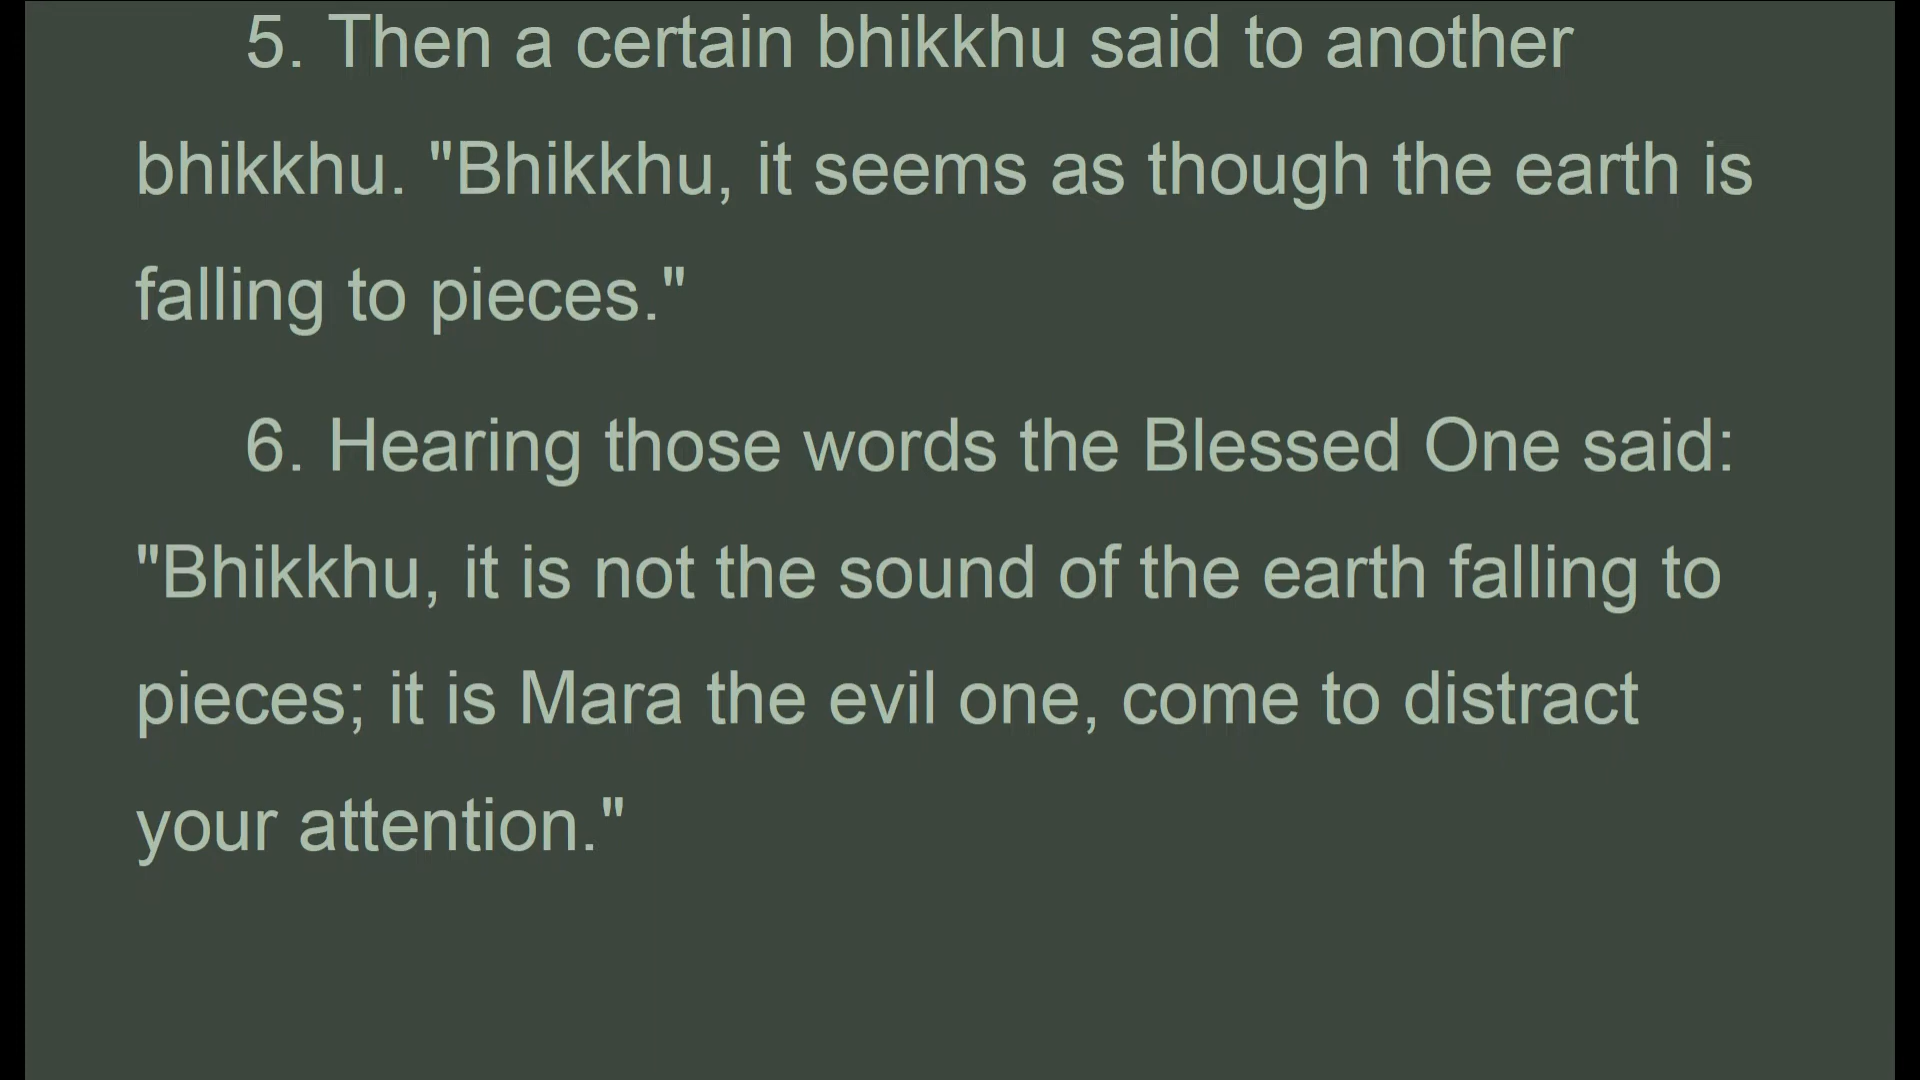 5. Then a certain bhikkhu said to another
bhikkhu. "Bhikkhu, it seems as though the earth is
falling to pieces."
6. Hearing those words the Blessed One said:
"Bhikkhu, it is not the sound of the earth falling to
pieces; it is Mara the evil one, come to distract
your attention."